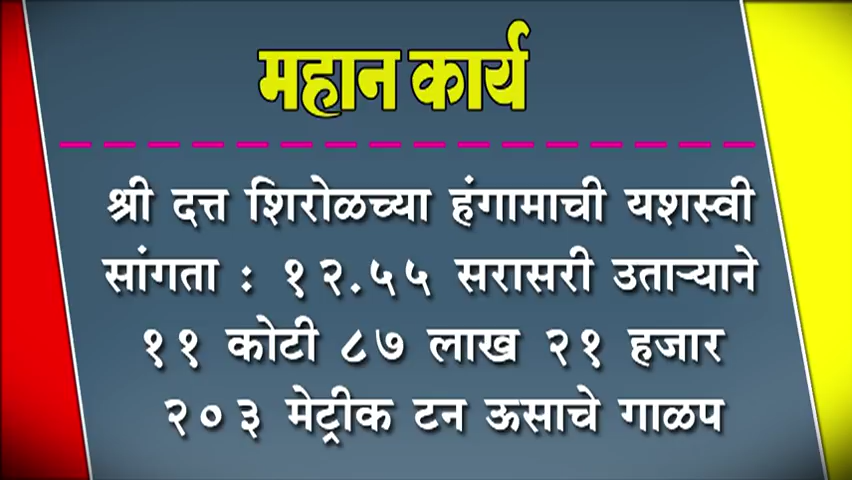 महान कार्य
श्री दत्त शिरोळच्या हंगामाची यशस्वी
सांगता : १२.५५ सरासरी उताऱ्याने
११ कोटी ८७ लाख २१ हजार
२०३ मेट्रीक टन ऊसाचे गाळप